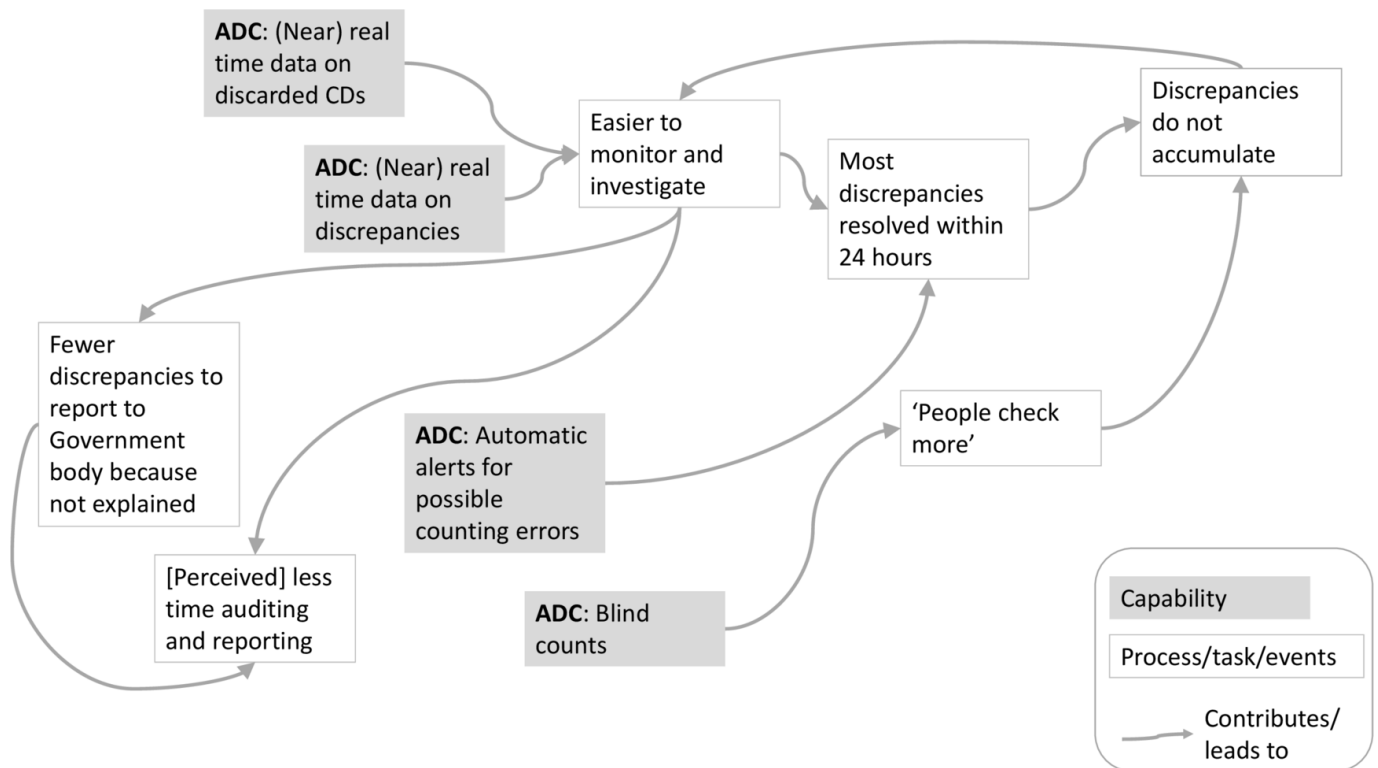 ADC: (Near) real
time data on
discarded CDs
ADC: (Near) real
time data on
discrepancies
Easier to
monitor and
investigate
Most
discrepancies
resolved within
24 hours
Discrepancies
do not
accumulate
Fewer
discrepancies to
report to
Government
body because
not explained
[Perceived] less
time auditing
and reporting
ADC: Automatic
alerts for
possible
counting errors
ADC: Blind
counts
‘People check
more’
Capability
Process/task/events
Contributes/
leads to